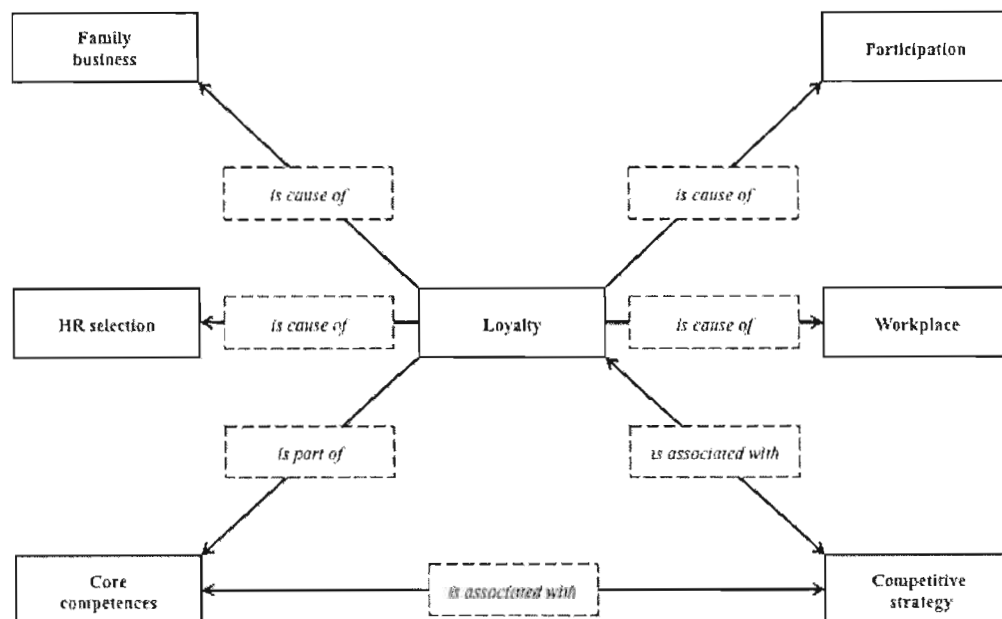 Family
business
Participation
is cause of
is cause of
HR selection
is cause of
Loyalty
is cause of
Workplace
is part of
is associated with
Core
competences
is associated with
Competitive
strategy